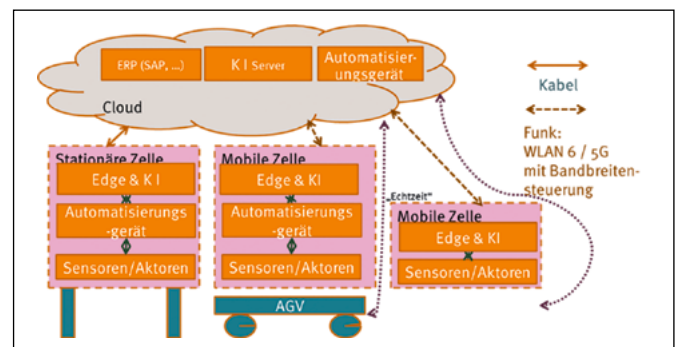 ERP (SAP, ...)
K I Server
Automatisier-
ungsgerät
Cloud
Kabel
Funk:
WLAN 6 / 5G
mit Bandbreiten-
steuerung
Stationäre Zelle
Edge & K I
Automatisierungs
-gerät
Sensoren/Aktoren
Mobile Zelle
Edge & KI
Automatisierungs
-gerät
Sensoren/Aktoren
AGV
„Echtzeit“
Mobile Zelle
Edge & KI
Sensoren/Aktoren